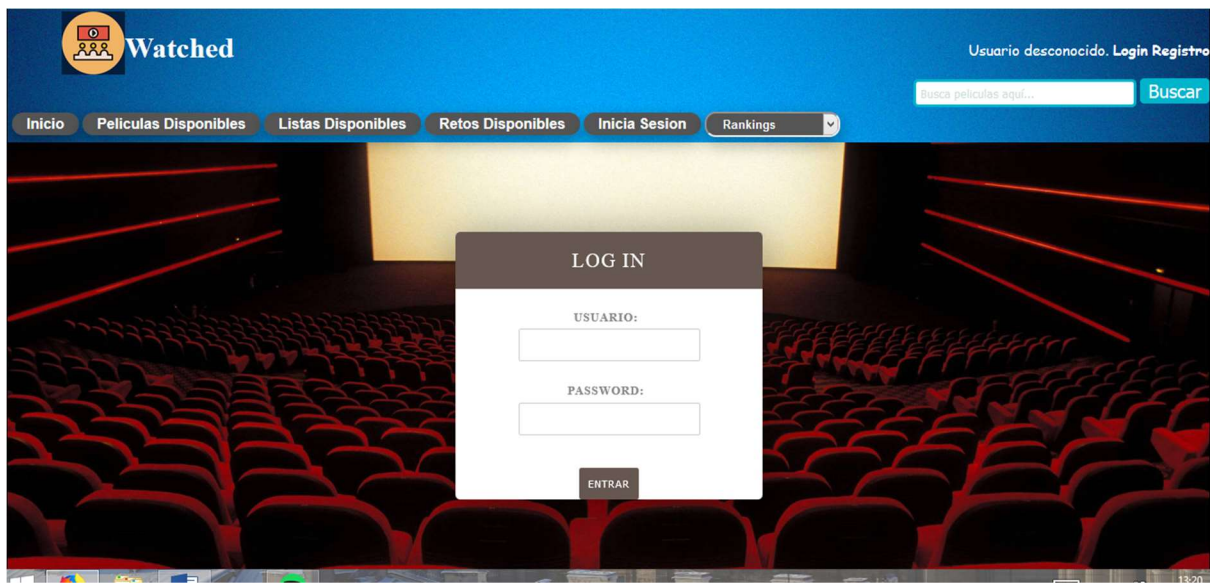 Watched
Usuario desconocido. Login Registro
Busca peliculas aquí...
Buscar
Inicio Peliculas Disponibles Listas Disponibles Retos Disponibles Inicia Sesion Rankings
LOG IN
USUARIO:
PASSWORD:
ENTRAR
13:20